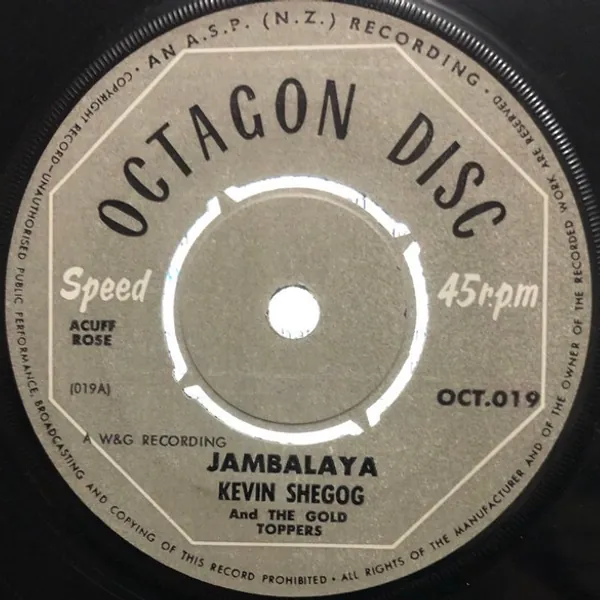 AN A.S.P. (N.Z.) RECORDING
OCTAGON DISC
Speed 45r.p.m
ACUFF
ROSE
(019A)
OCT.019
A W&G RECORDING
JAMBALAYA
KEVIN SHEGOG
And THE GOLD
TOPPERS
COPYRIGHT RECORD—UNAUTHORISED PUBLIC PERFORMANCE, BROADCASTING AND COPYING OF THIS RECORD PROHIBITED • ALL RIGHTS OF THE MANUFACTURER AND OF THE OWNER OF THE RECORDED WORK ARE RESERVED